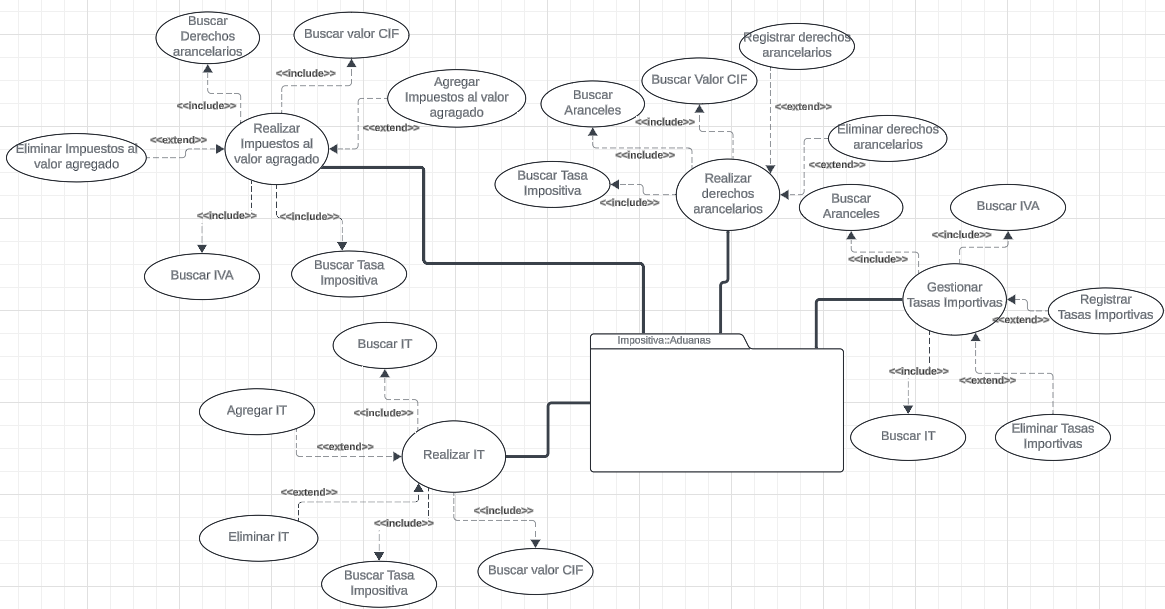 Buscar
Derechos
arancelarios
Buscar valor CIF
<<include>>
<<include>>
Agregar
Impuestos al valor
agragado
<<extend>>
Realizar
Impuestos al
valor agragado
<<extend>>
Eliminar Impuestos al
valor agregado
<<include>>
<<include>>
Buscar IVA
Buscar Tasa
Impositiva
Registrar derechos
arancelarios
Buscar Valor CIF
Buscar
Aranceles
<<include>>
<<extend>>
Eliminar derechos
arancelarios
<<include>>
<<extend>>
Buscar Tasa
Impositiva
<<include>>
Realizar
derechos
arancelarios
Buscar
Aranceles
Buscar IVA
<<include>>
<<include>>
Gestionar
Tasas Importivas
Registrar
Tasas Importivas
<<extend>>
<<include>>
<<extend>>
Buscar IT
Eliminar Tasas
Importivas
Impositiva::Aduanas
Buscar IT
<<include>>
Agregar IT
<<extend>>
Realizar IT
<<extend>>
<<include>>
<<include>>
Eliminar IT
Buscar Tasa
Impositiva
Buscar valor CIF